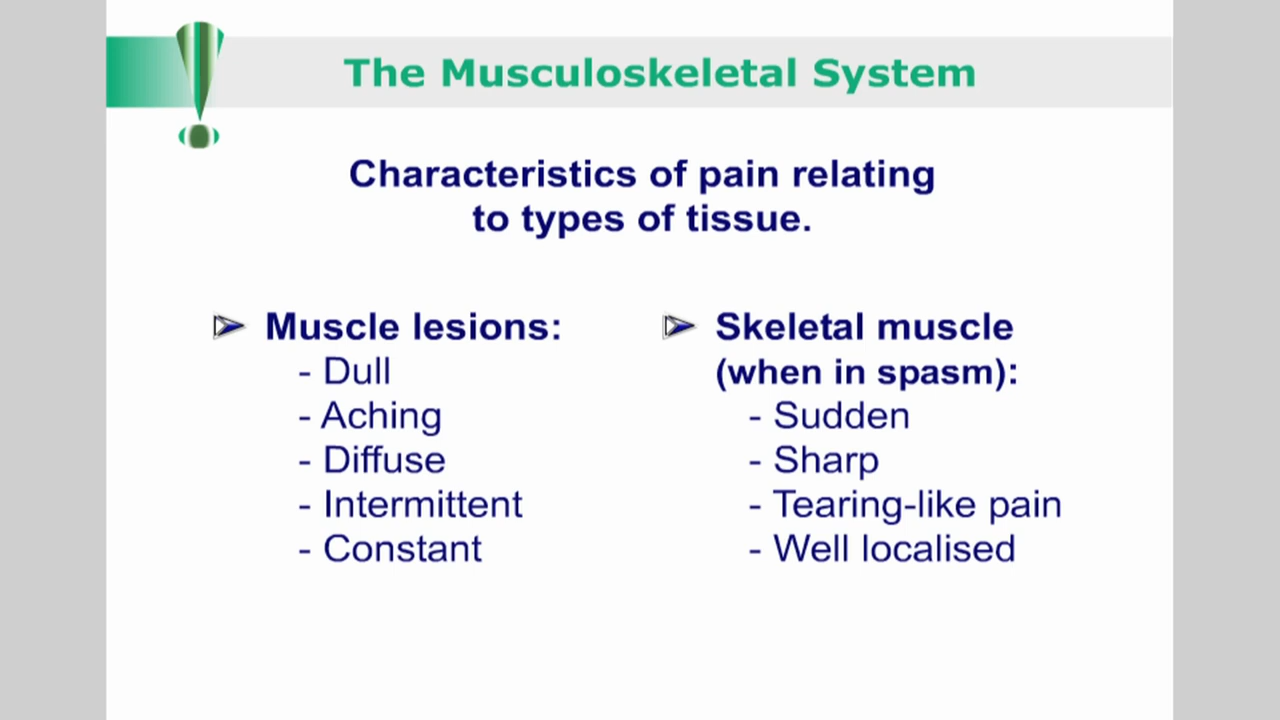 The Musculoskeletal System
Characteristics of pain relating
to types of tissue.
Muscle lesions:
- Dull
- Aching
- Diffuse
- Intermittent
- Constant
Skeletal muscle
(when in spasm):
- Sudden
- Sharp
- Tearing-like pain
- Well localised